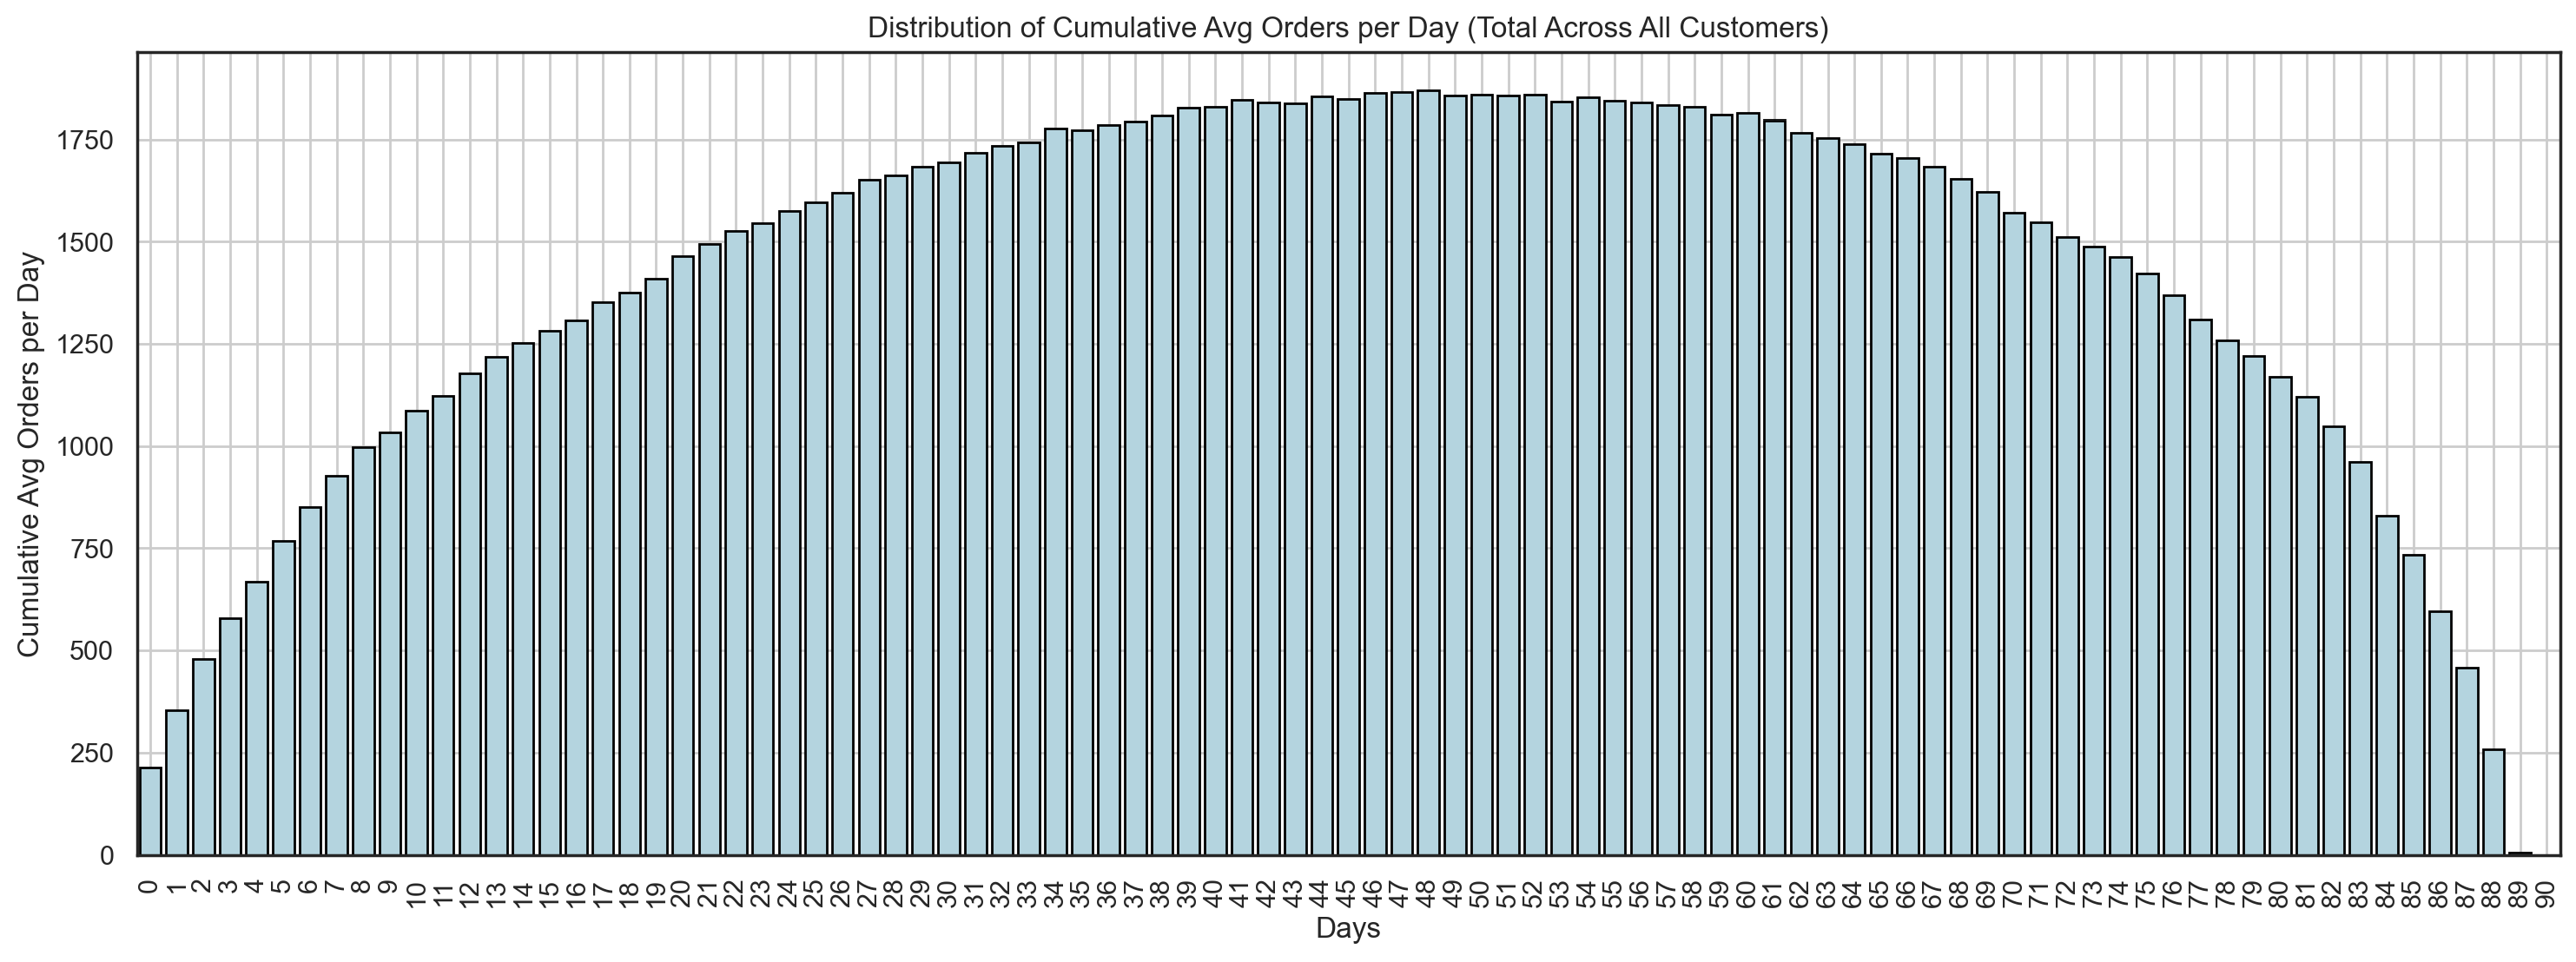 Distribution of Cumulative Avg Orders per Day (Total Across All Customers)
Cumulative Avg Orders per Day
1750
1500
1250
1000
750
500
250
0
0 1 2 3 4 5 6 7 8 9 10 11 12 13 14 15 16 17 18 19 20 21 22 23 24 25 26 27 28 29 30 31 32 33 34 35 36 37 38 39 40 41 42 43 44 45 46 47 48 49 50 51 52 53 54 55 56 57 58 59 60 61 62 63 64 65 66 67 68 69 70 71 72 73 74 75 76 77 78 79 80 81 82 83 84 85 86 87 88 89 90
Days